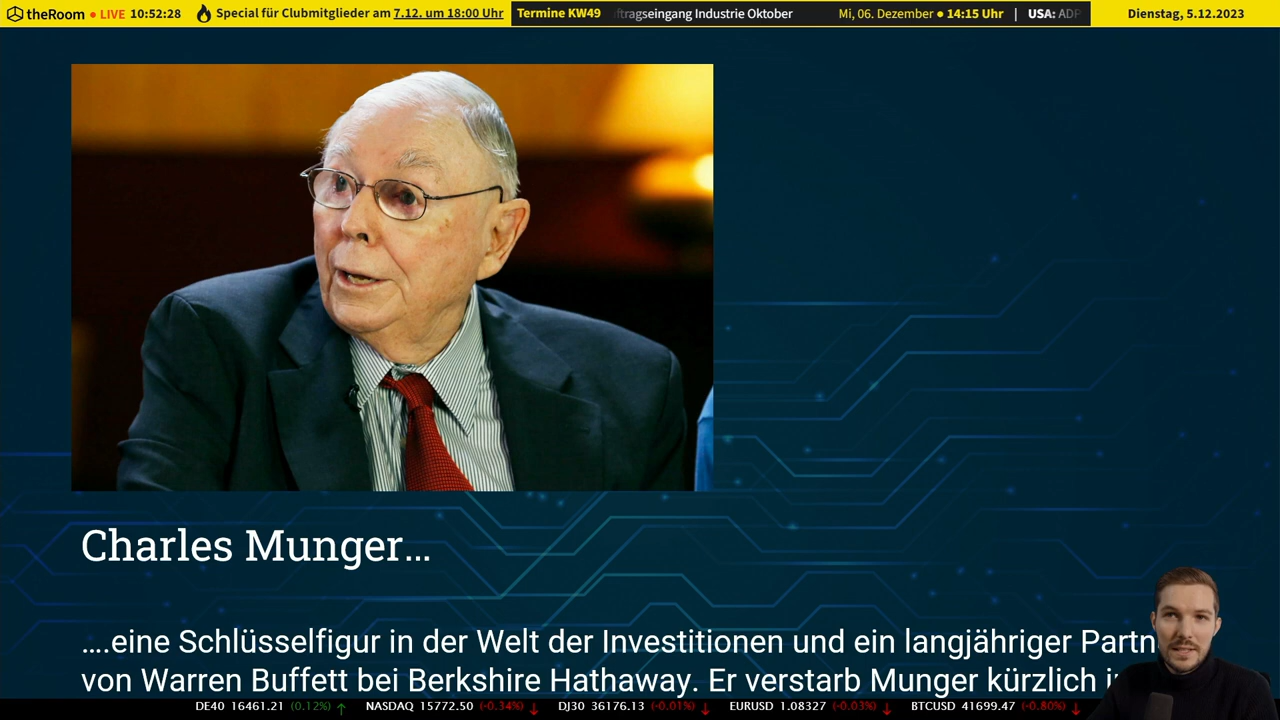 theRoom • LIVE 10:52:28 Special für Clubmitglieder am 7.12. um 18:00 Uhr Termine KW49 ftragseingang Industrie Oktober Mi, 06. Dezember • 14:15 Uhr | USA: ADP Dienstag, 5.12.2023
Charles Munger…
….eine Schlüsselfigur in der Welt der Investitionen und ein langjähriger Partn
von Warren Buffett bei Berkshire Hathaway. Er verstarb Munger kürzlich i
DE40 16461.21 (0.12%) ↑ NASDAQ 15772.50 (-0.34%) ↓ DJ30 36176.13 (-0.01%) ↓ EURUSD 1.08327 (-0.03%) ↓ BTCUSD 41699.47 (-0.80%) ↓